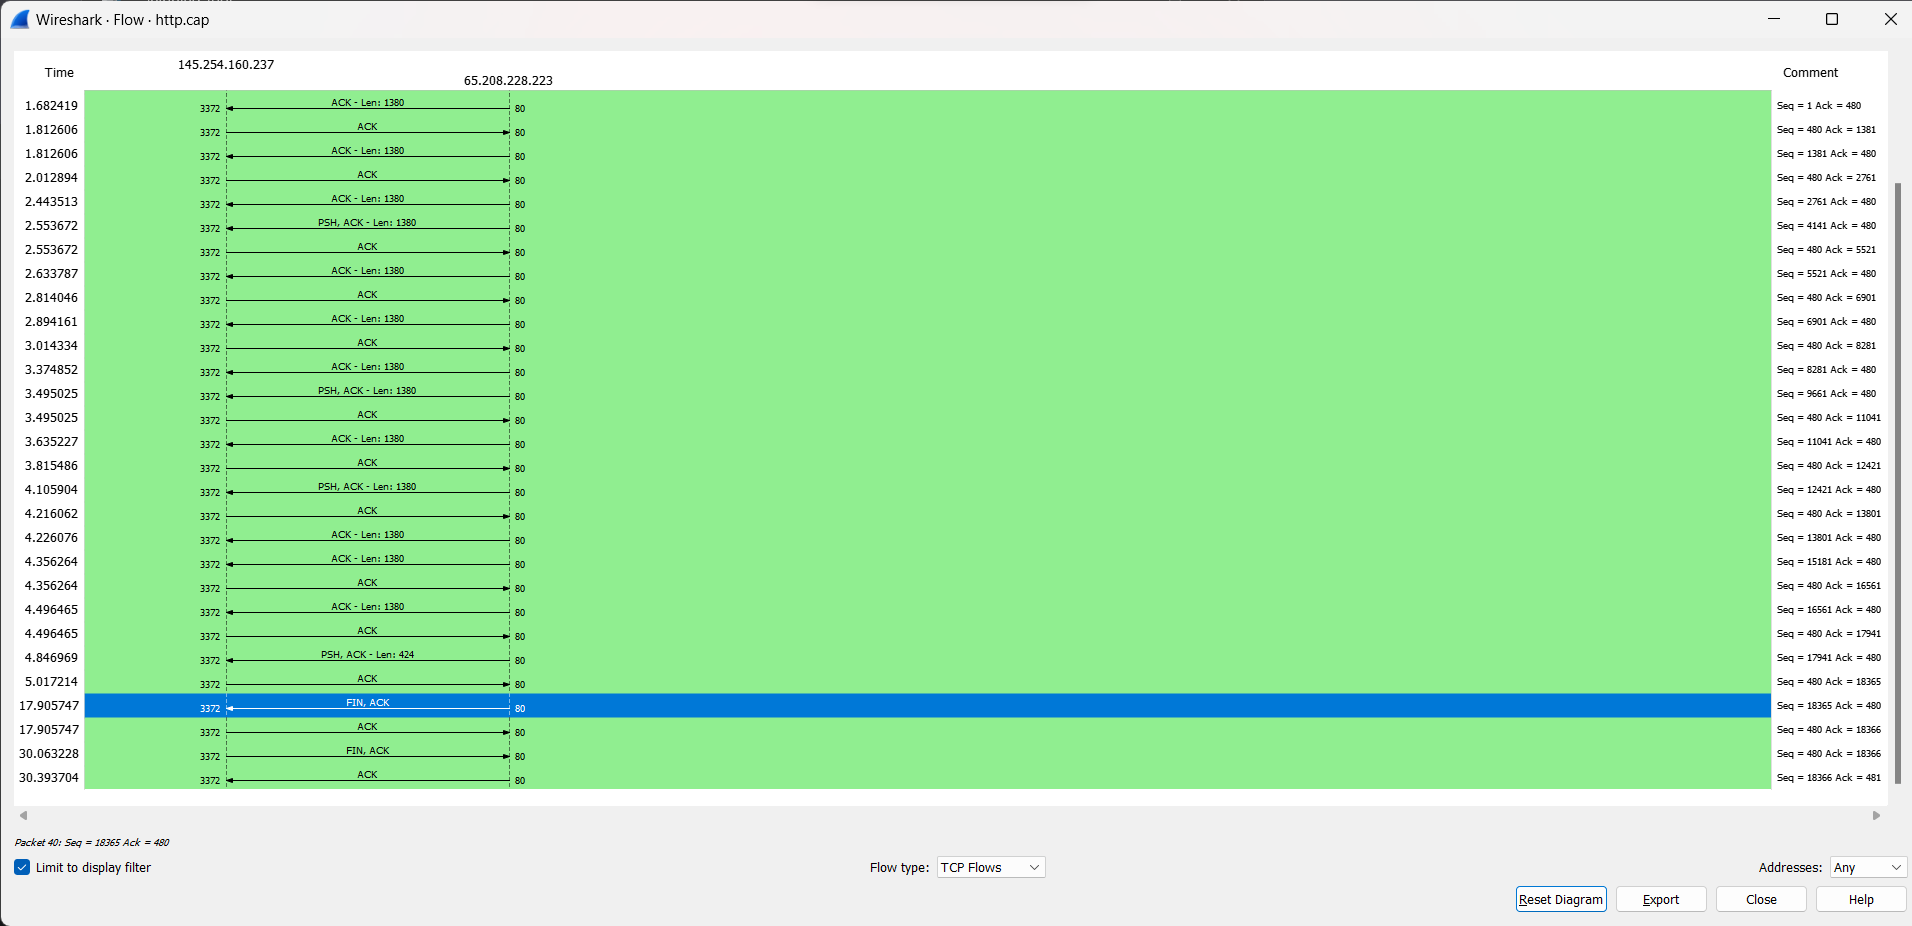 Wireshark · Flow · http.cap
145.254.160.237
Time Comment
65.208.228.223
1.682419 3372 ACK - Len: 1380 80 Seq = 1 Ack = 480
1.812606 3372 ACK 80 Seq = 480 Ack = 1381
1.812606 3372 ACK - Len: 1380 80 Seq = 1381 Ack = 480
2.012894 3372 ACK 80 Seq = 480 Ack = 2761
2.443513 3372 ACK - Len: 1380 80 Seq = 2761 Ack = 480
2.553672 3372 PSH, ACK - Len: 1380 80 Seq = 4141 Ack = 480
2.553672 3372 ACK 80 Seq = 480 Ack = 5521
2.633787 3372 ACK - Len: 1380 80 Seq = 5521 Ack = 480
2.814046 3372 ACK 80 Seq = 480 Ack = 6901
2.894161 3372 ACK - Len: 1380 80 Seq = 6901 Ack = 480
3.014334 3372 ACK 80 Seq = 480 Ack = 8281
3.374852 3372 ACK - Len: 1380 80 Seq = 8281 Ack = 480
3.495025 3372 PSH, ACK - Len: 1380 80 Seq = 9661 Ack = 480
3.495025 3372 ACK 80 Seq = 480 Ack = 11041
3.635227 3372 ACK - Len: 1380 80 Seq = 11041 Ack = 480
3.815486 3372 ACK 80 Seq = 480 Ack = 12421
4.105904 3372 PSH, ACK - Len: 1380 80 Seq = 12421 Ack = 480
4.216062 3372 ACK 80 Seq = 480 Ack = 13801
4.226076 3372 ACK - Len: 1380 80 Seq = 13801 Ack = 480
4.356264 3372 ACK - Len: 1380 80 Seq = 15181 Ack = 480
4.356264 3372 ACK 80 Seq = 480 Ack = 16561
4.496465 3372 ACK - Len: 1380 80 Seq = 16561 Ack = 480
4.496465 3372 ACK 80 Seq = 480 Ack = 17941
4.846969 3372 PSH, ACK - Len: 424 80 Seq = 17941 Ack = 480
5.017214 3372 ACK 80 Seq = 480 Ack = 18365
17.905747 3372 FIN, ACK 80 Seq = 18365 Ack = 480
17.905747 3372 ACK 80 Seq = 480 Ack = 18366
30.063228 3372 FIN, ACK 80 Seq = 480 Ack = 18366
30.393704 3372 ACK 80 Seq = 18366 Ack = 481
Packet 40: Seq = 18365 Ack = 480
Limit to display filter Flow type: TCP Flows Addresses: Any
Reset Diagram Export Close Help